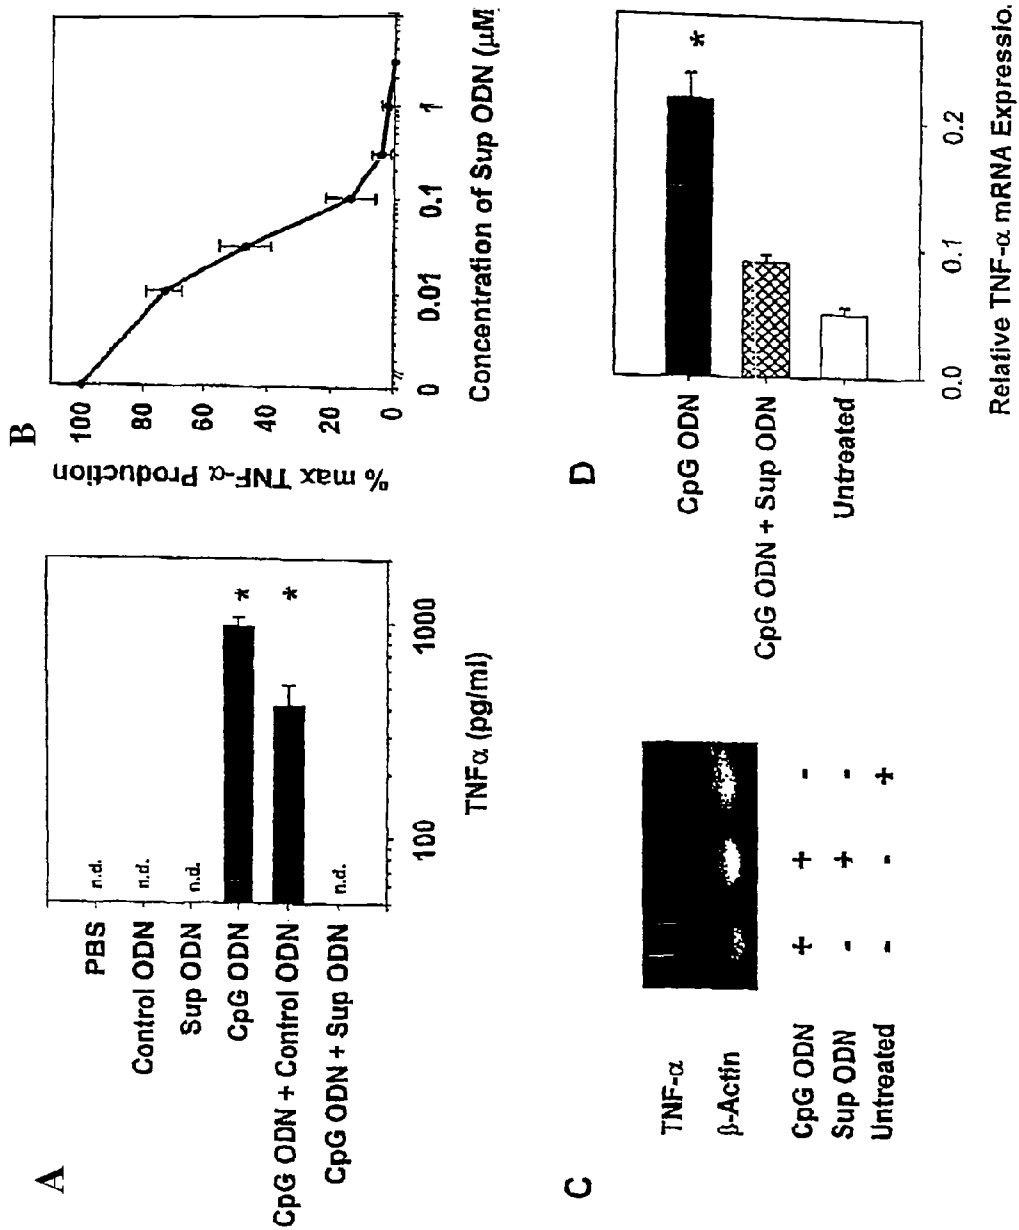 A
PBS
Control ODN
Sup ODN
CpG ODN
CpG ODN + Control ODN
CpG ODN + Sup ODN
n.d.
n.d.
n.d.
*
*
n.d.
100
1000
TNFα (pg/ml)
B
% max TNF-α Production
100
80
60
40
20
0
0
0.01
0.1
1
Concentration of Sup ODN (μM
C
TNF-α
β-Actin
CpG ODN + + -
Sup ODN - + -
Untreated - - +
D
CpG ODN
CpG ODN + Sup ODN
Untreated
*
0.0
0.1
0.2
Relative TNF-α mRNA Expressio